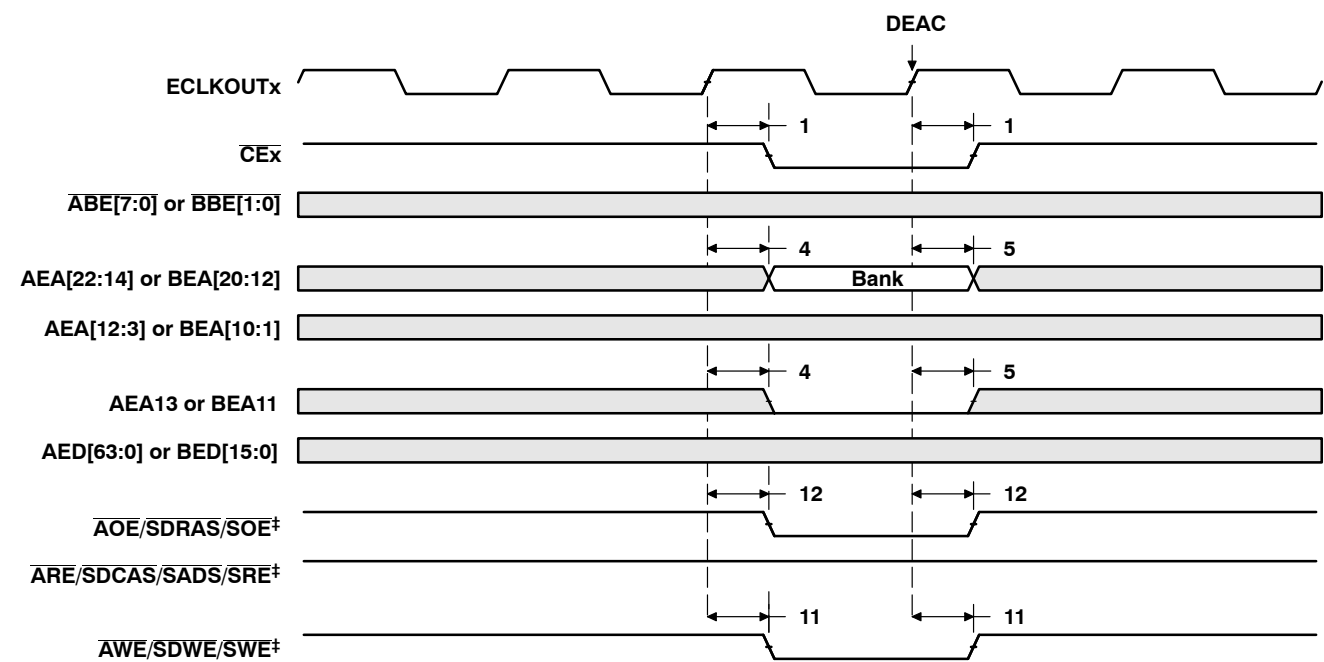 DEAC
ECLKOUTx
1 1
CEx
ABE[7:0] or BBE[1:0]
4 5
AEA[22:14] or BEA[20:12] Bank
AEA[12:3] or BEA[10:1]
4 5
AEA13 or BEA11
AED[63:0] or BED[15:0]
12 12
AOE/SDRAS/SOE‡
ARE/SDCAS/SADS/SRE‡
11 11
AWE/SDWE/SWE‡